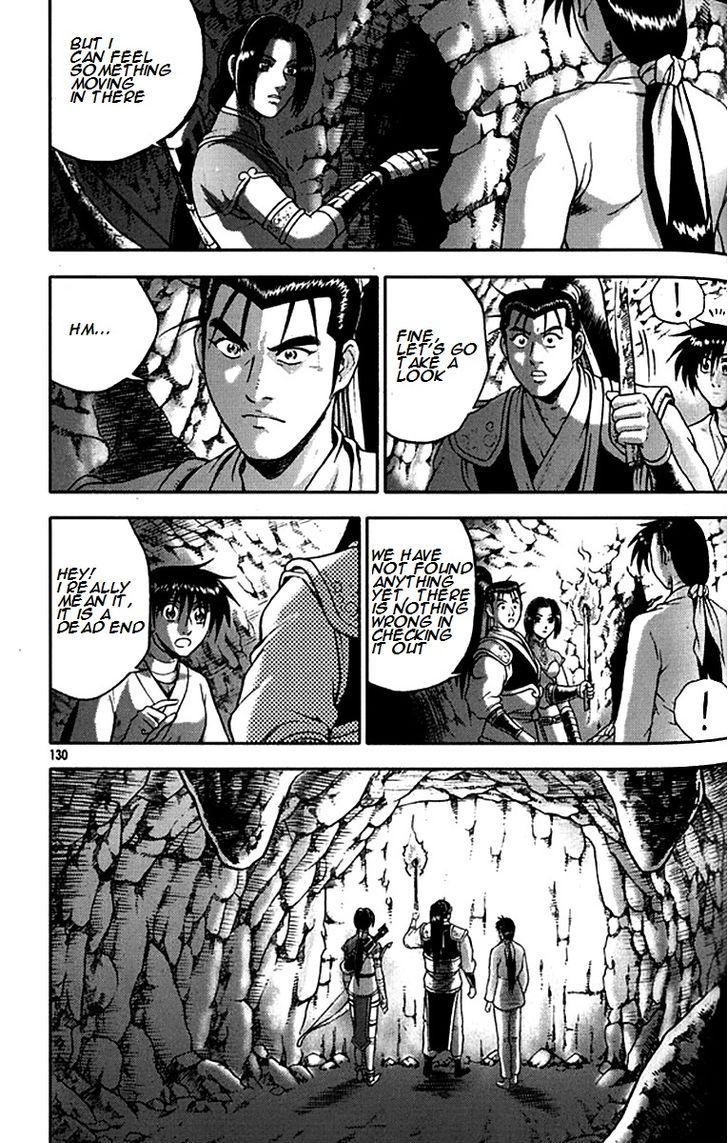 BUT I
CAN FEEL
SOMETHING
MOVING
IN THERE
HM...
FINE,
LET'S GO
TAKE A
LOOK
!
HEY!
I REALLY
MEAN IT,
IT IS A
DEAD END
WE HAVE
NOT FOUND
ANYTHING
YET, THERE
IS NOTHING
WRONG IN
CHECKING
IT OUT
!
130